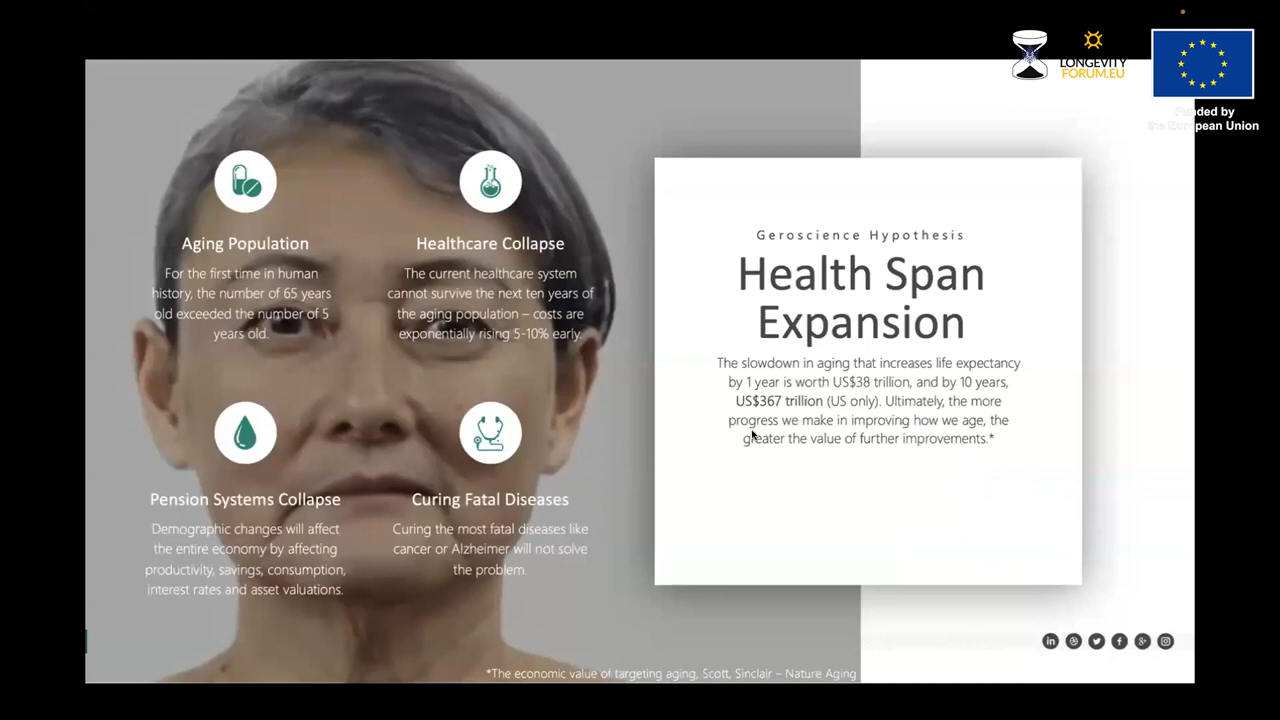 LONGEVITY
FORUM.EU
Funded by
the European Union
Aging Population
For the first time in human
history, the number of 65 years
old exceeded the number of 5
years old.
Healthcare Collapse
The current healthcare system
cannot survive the next ten years of
the aging population – costs are
exponentially rising 5-10% early.
Pension Systems Collapse
Demographic changes will affect
the entire economy by affecting
productivity, savings, consumption,
interest rates and asset valuations.
Curing Fatal Diseases
Curing the most fatal diseases like
cancer or Alzheimer will not solve
the problem.
Geroscience Hypothesis
Health Span
Expansion
The slowdown in aging that increases life expectancy
by 1 year is worth US$38 trillion, and by 10 years,
US$367 trillion (US only). Ultimately, the more
progress we make in improving how we age, the
greater the value of further improvements.*
in
*The economic value of targeting aging, Scott, Sinclair – Nature Aging